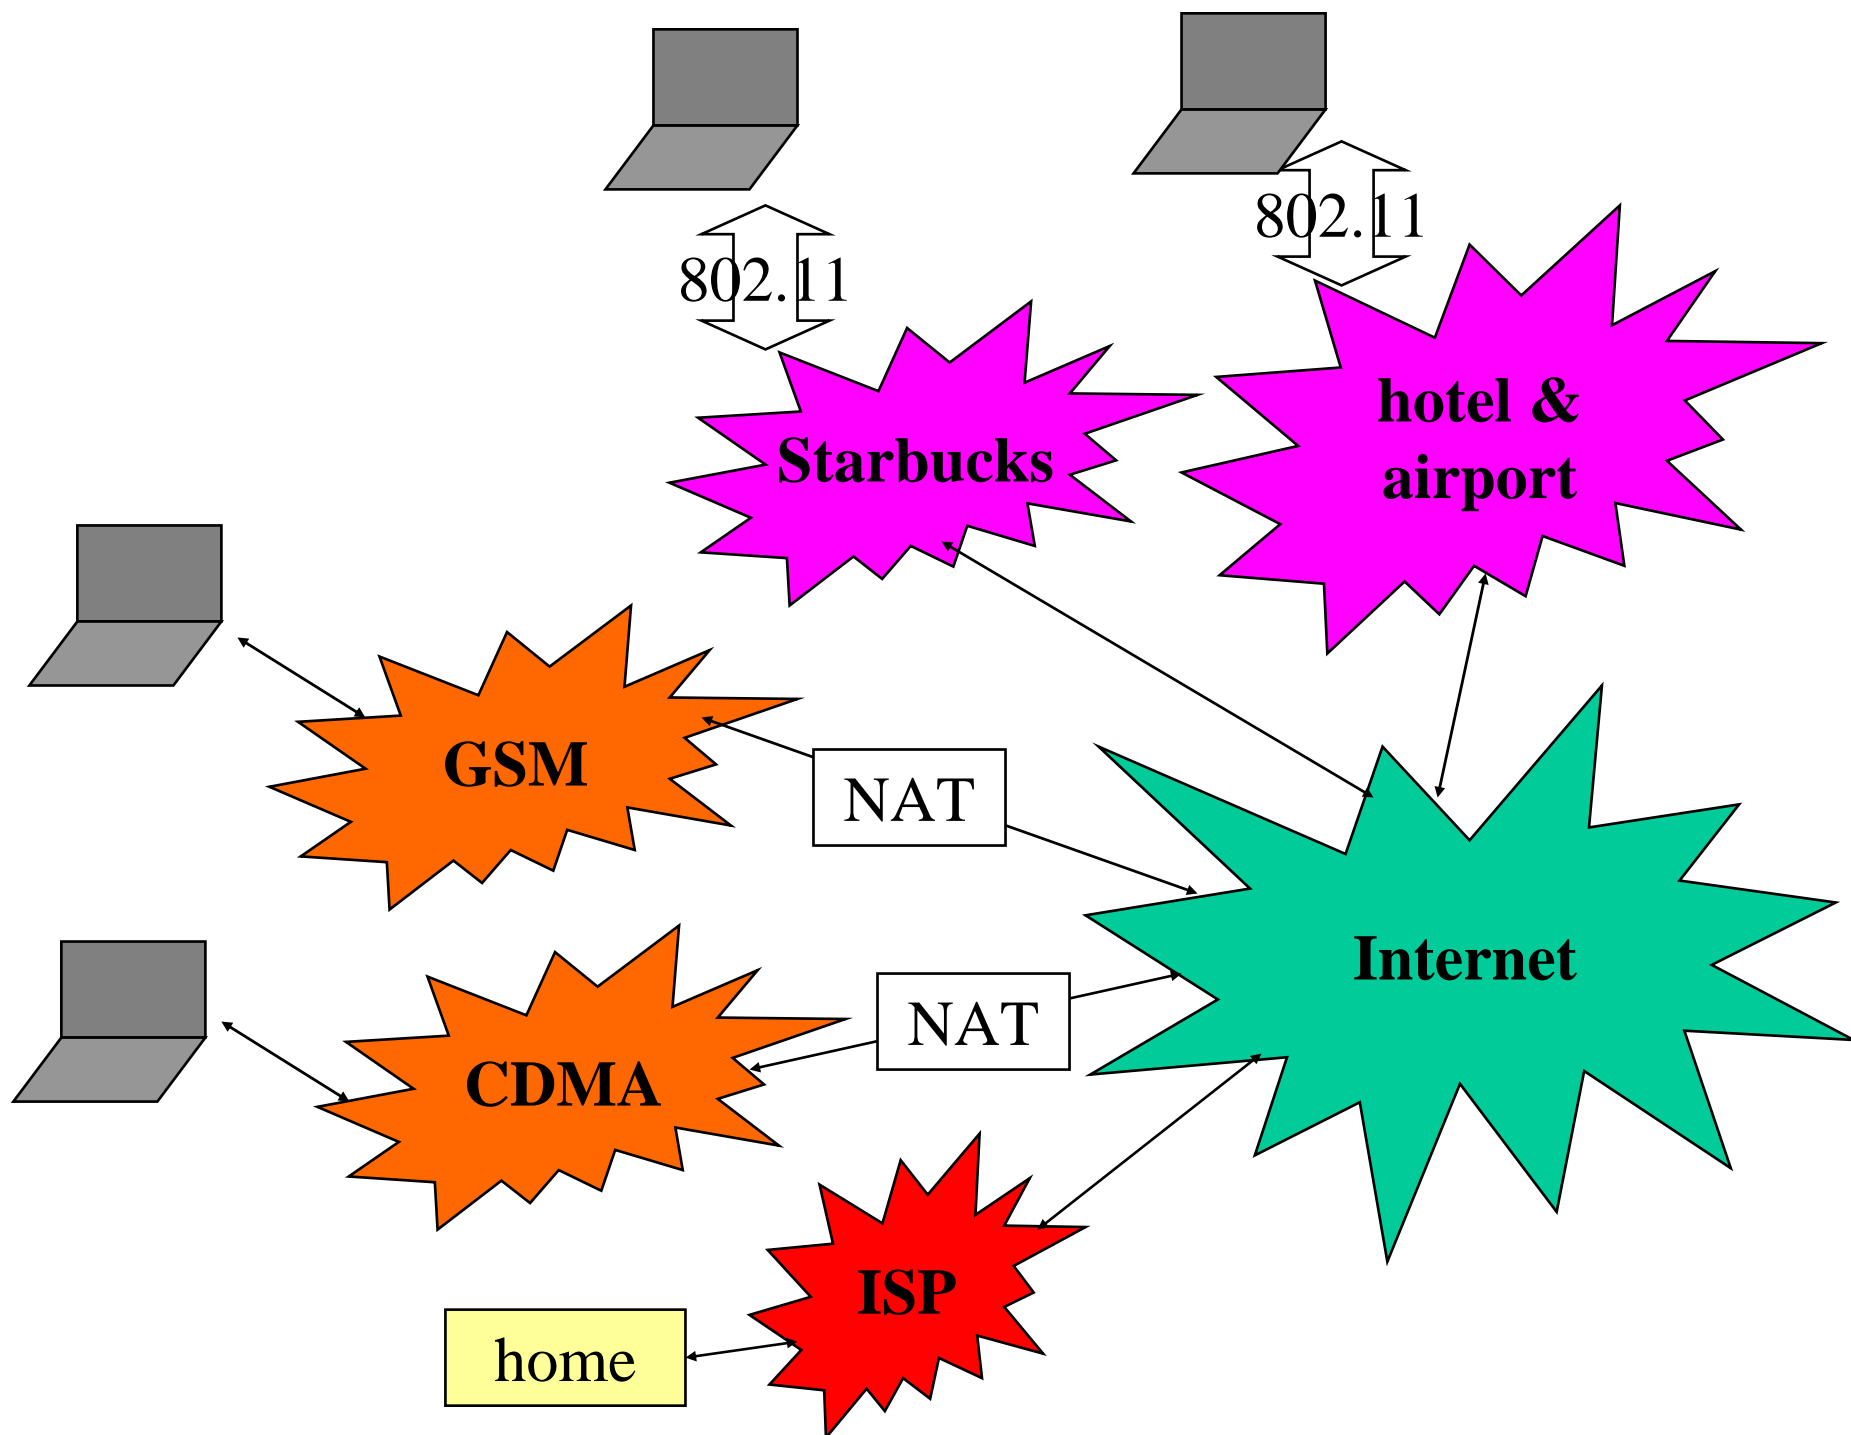 802.11
802.11
hotel &
airport
Starbucks
GSM
NAT
Internet
NAT
CDMA
ISP
home